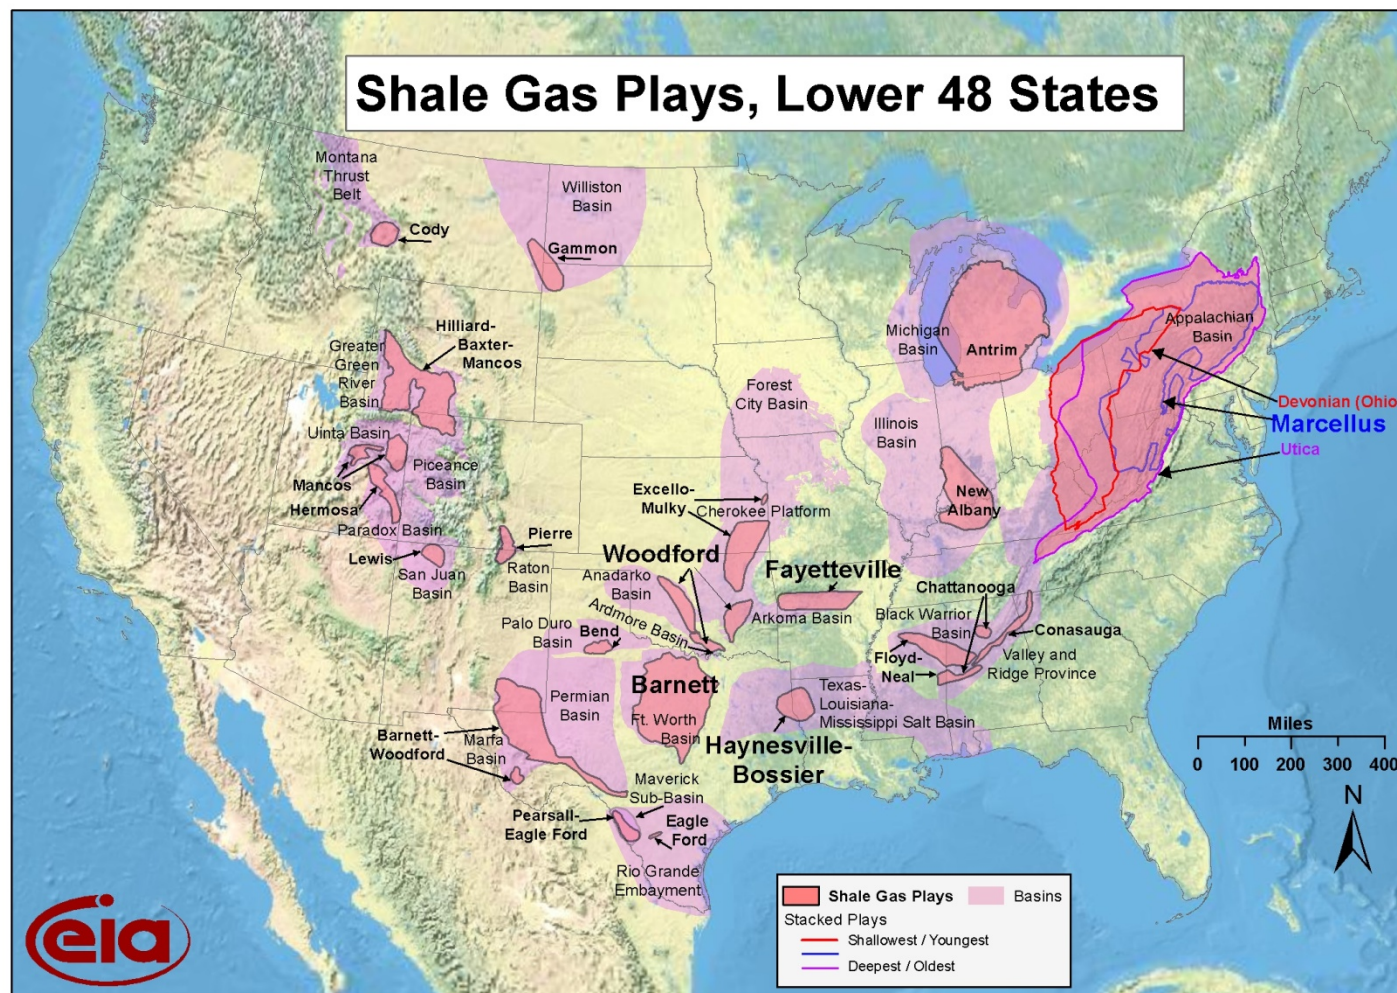 Shale Gas Plays, Lower 48 States
Montana
Thrust
Belt
Cody
Williston
Basin
Gammon
Hilliard-
Baxter-
Mancos
Greater
Green
River
Basin
Uinta Basin
Piceance
Basin
Mancos
Hermosa
Paradox Basin
Lewis
San Juan
Basin
Pierre
Raton
Basin
Michigan
Basin
Antrim
Forest
City Basin
Illinois
Basin
New
Albany
Appalachian
Basin
Devonian (Ohio
Marcellus
Utica
Excello-
Mulky
Cherokee Platform
Woodford
Anadarko
Basin
Ardmore Basin
Fayetteville
Arkoma Basin
Palo Duro
Basin
Bend
Chattanooga
Black Warrior
Basin
Conasauga
Floyd-
Neal
Valley and
Ridge Province
Barnett
Ft. Worth
Basin
Permian
Basin
Texas-
Louisiana-
Mississippi Salt Basin
Haynesville-
Bossier
Barnett-
Woodford
Marfa
Basin
Maverick
Sub-Basin
Pearsall-
Eagle Ford
Eagle
Ford
Rio Grande
Embayment
Miles
0 100 200 300 400
N
Shale Gas Plays
Basins
Stacked Plays
Shallowest / Youngest
Deepest / Oldest
eia